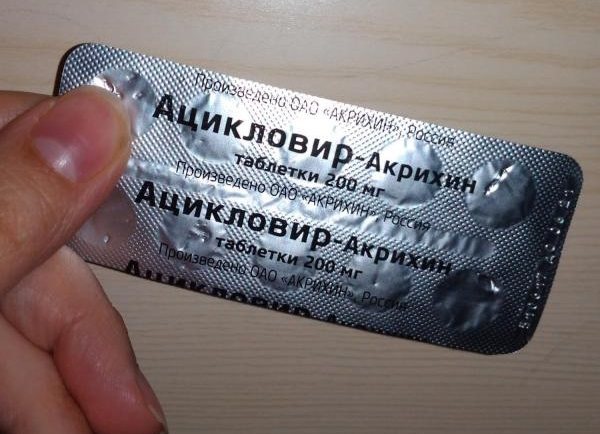 Произведено ОАО «АКРИХИН», Россия
Ацикловир-Акрихин
таблетки 200 мг
Произведено ОАО «АКРИХИН», Россия
Ацикловир-Акрихин
таблетки 200 мг
Произведено ОАО «АКРИХИН», Россия
Ацикловир-